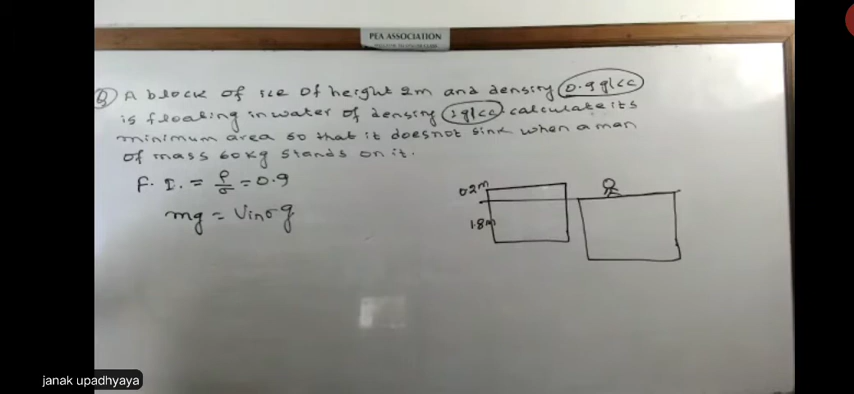 PEA ASSOCIATION
Q) A block of ice of height 2m and density 0.9 g/cc
is floating in water of density 1g/cc. calculate its
minimum area so that it does not sink when a man
of mass 60kg stands on it.
F. D. = ρ/σ = 0.9
mg = Vin σ g
0.2m
1.8m
janak upadhyaya